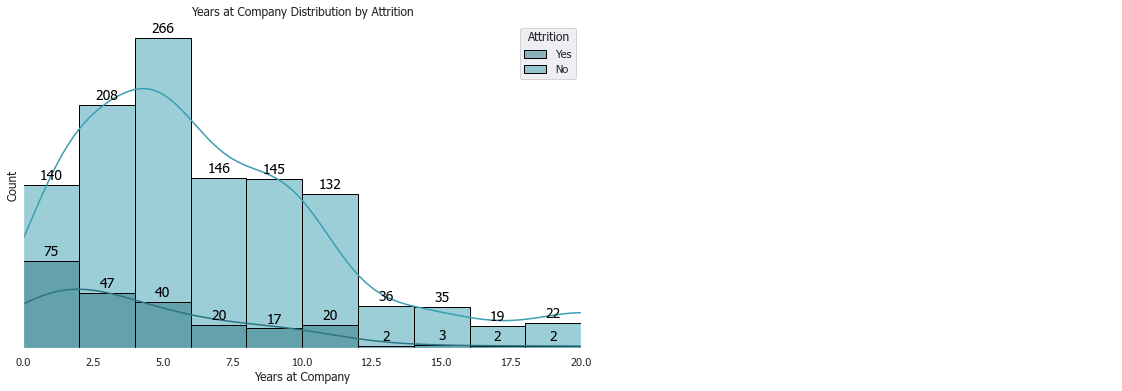 Years at Company Distribution by Attrition
266
Attrition
Yes
No
208
140
146
145
132
75
47
40
20
17
20
36
35
19
22
2
3
2
2
Count
0.0 2.5 5.0 7.5 10.0 12.5 15.0 17.5 20.0
Years at Company